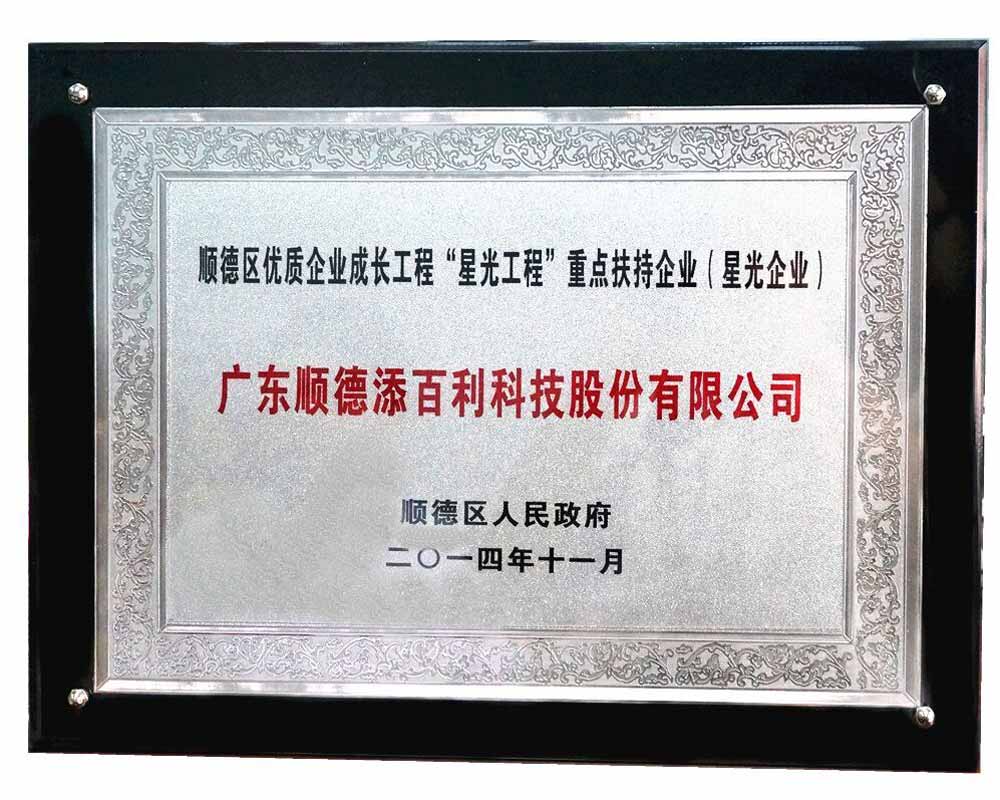 顺德区优质企业成长工程“星光工程”重点扶持企业（星光企业）
广东顺德添百利科技股份有限公司
顺德区人民政府
二〇一四年十一月